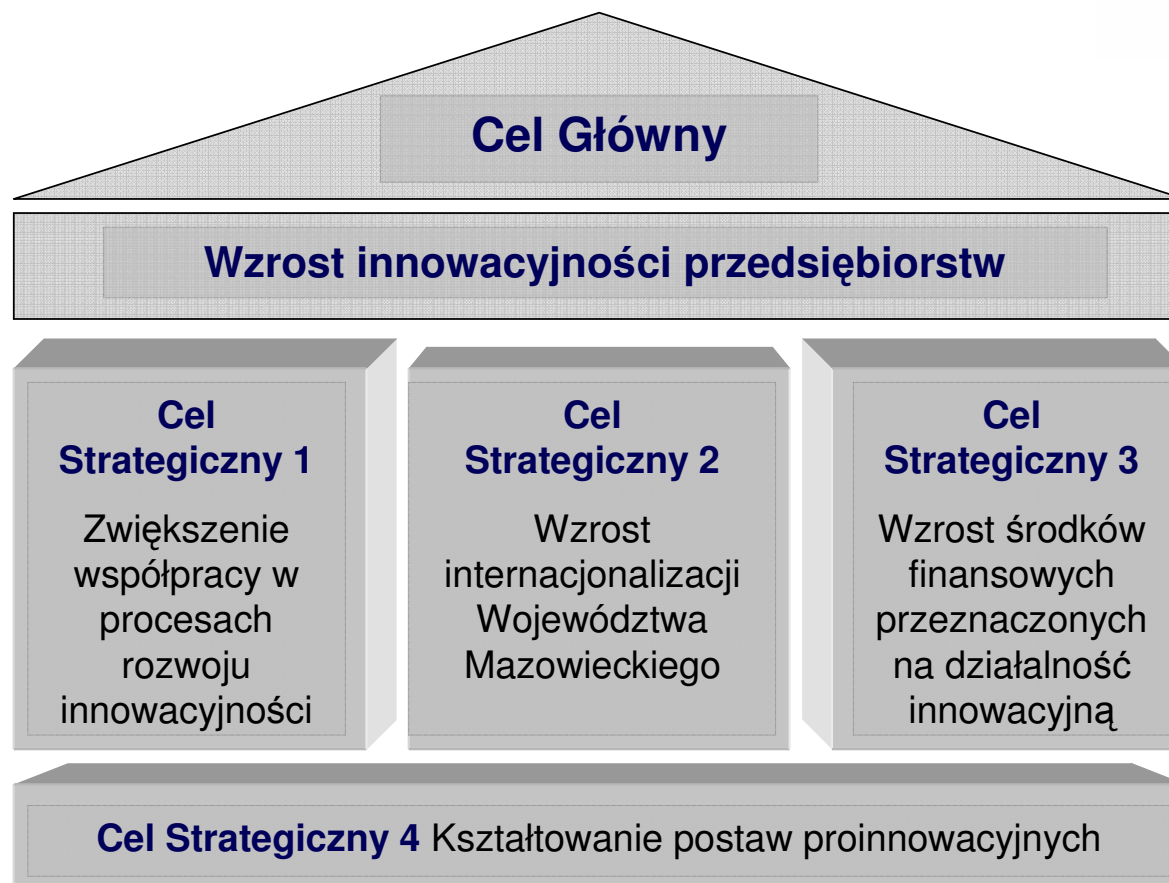 Cel Główny
Wzrost innowacyjności przedsiębiorstw
Cel
Strategiczny 1
Zwiększenie
współpracy w
procesach
rozwoju
innowacyjności
Cel
Strategiczny 2
Wzrost
internacjonalizacji
Województwa
Mazowieckiego
Cel
Strategiczny 3
Wzrost środków
finansowych
przeznaczonych
na działalność
innowacyjną
Cel Strategiczny 4 Kształtowanie postaw proinnowacyjnych